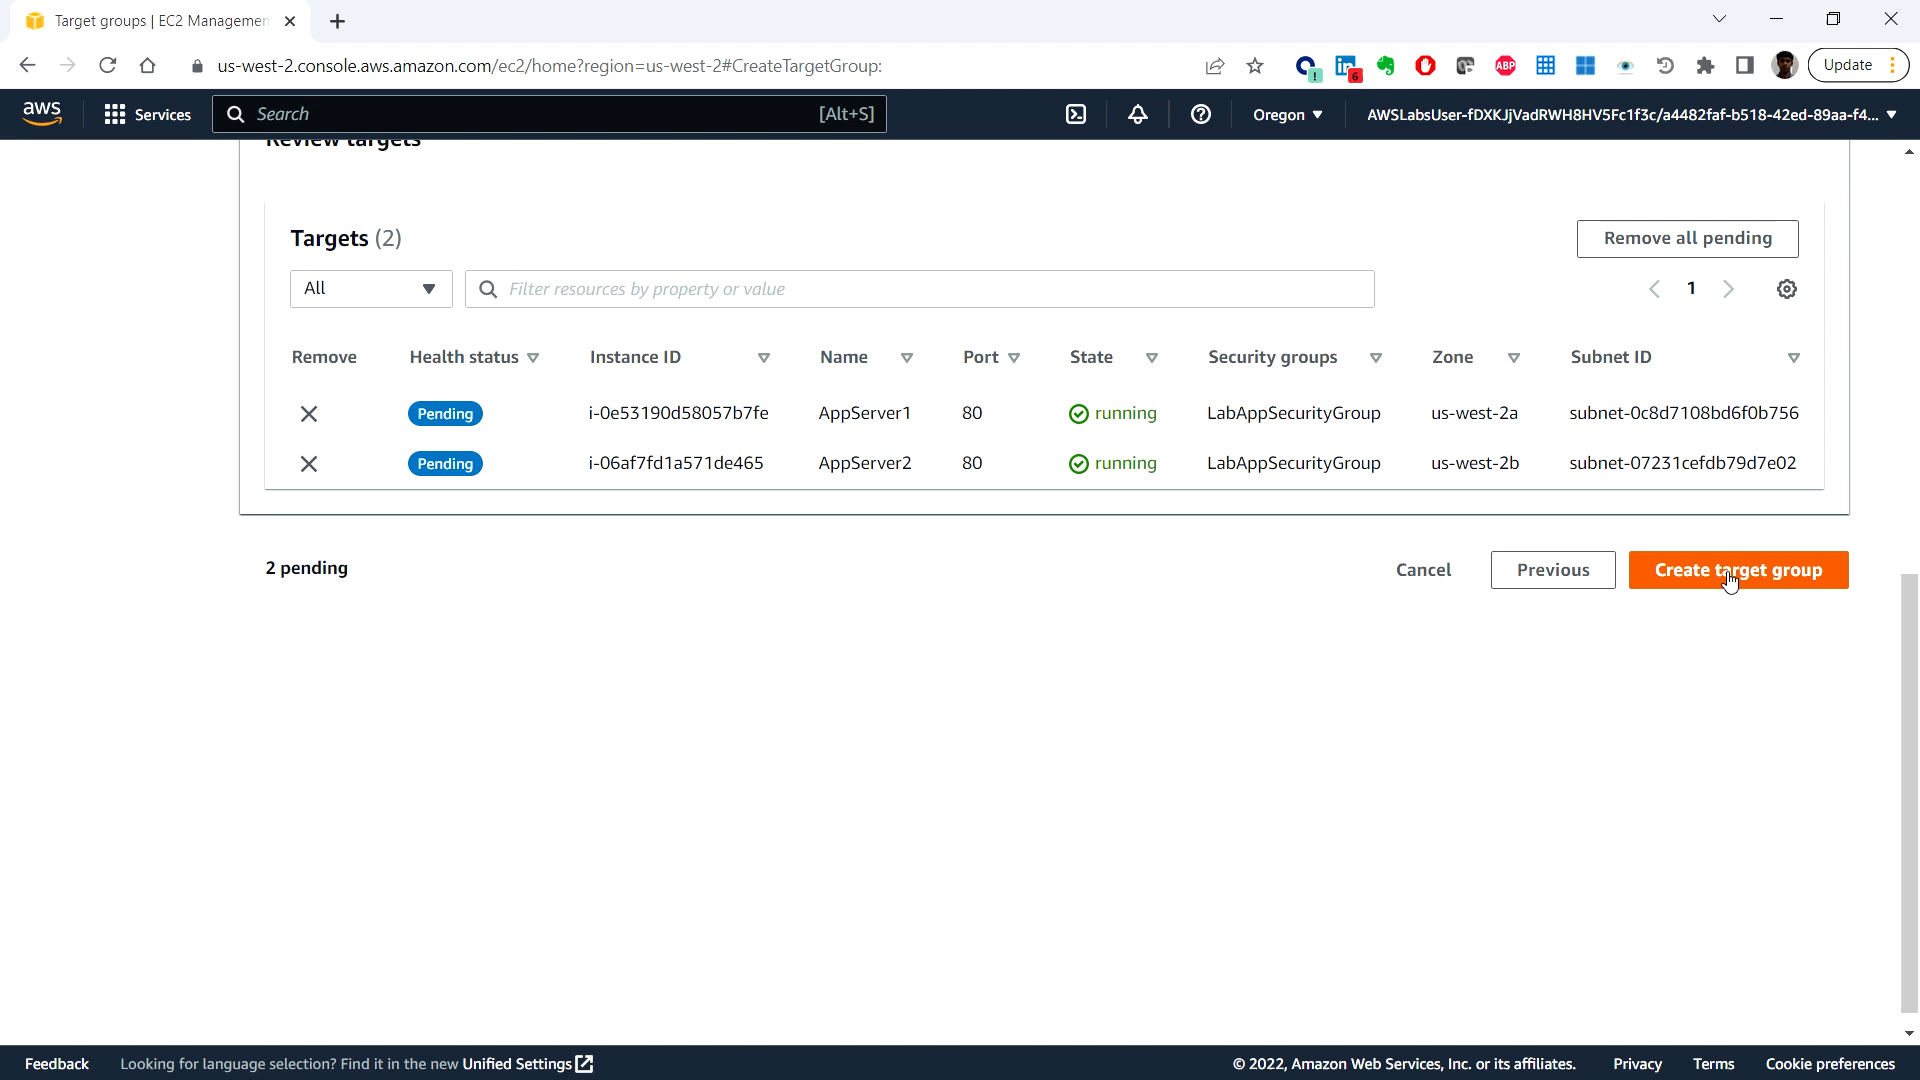 Target groups | EC2 Managemen
us-west-2.console.aws.amazon.com/ec2/home?region=us-west-2#CreateTargetGroup:
6
ABP
Update
aws
Services
Search
[Alt+S]
Oregon
AWSLabsUser-fDXKJjVadRWH8HV5Fc1f3c/a4482faf-b518-42ed-89aa-f4...
Review targets
Targets (2)
Remove all pending
All
Filter resources by property or value
1
Remove Health status Instance ID Name Port State Security groups Zone Subnet ID
Pending i-0e53190d58057b7fe AppServer1 80 running LabAppSecurityGroup us-west-2a subnet-0c8d7108bd6f0b756
Pending i-06af7fd1a571de465 AppServer2 80 running LabAppSecurityGroup us-west-2b subnet-07231cefdb79d7e02
2 pending
Cancel
Previous
Create target group
Feedback
Looking for language selection? Find it in the new Unified Settings
© 2022, Amazon Web Services, Inc. or its affiliates.
Privacy
Terms
Cookie preferences